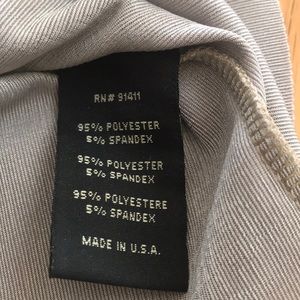 RN# 91411
95% POLYESTER
5% SPANDEX
95% POLYESTER
5% SPANDEX
95% POLYESTERE
5% SPANDEX
MADE IN U.S.A.